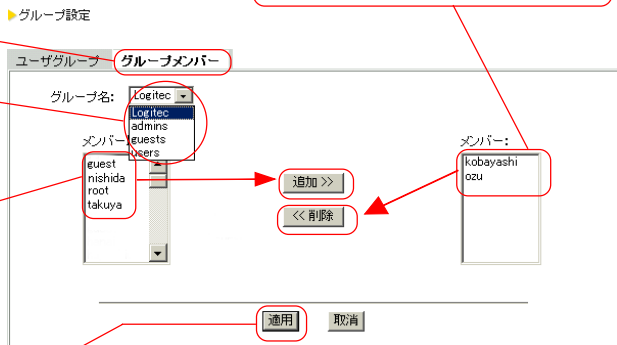 グループ設定
ユーザグループ グループメンバー
グループ名: Logitec
Logitec
admins
guests
users
メンバー:
guest
nishida
root
takuya
追加 >>
<< 削除
メンバー:
kobayashi
ozu
適用 取消